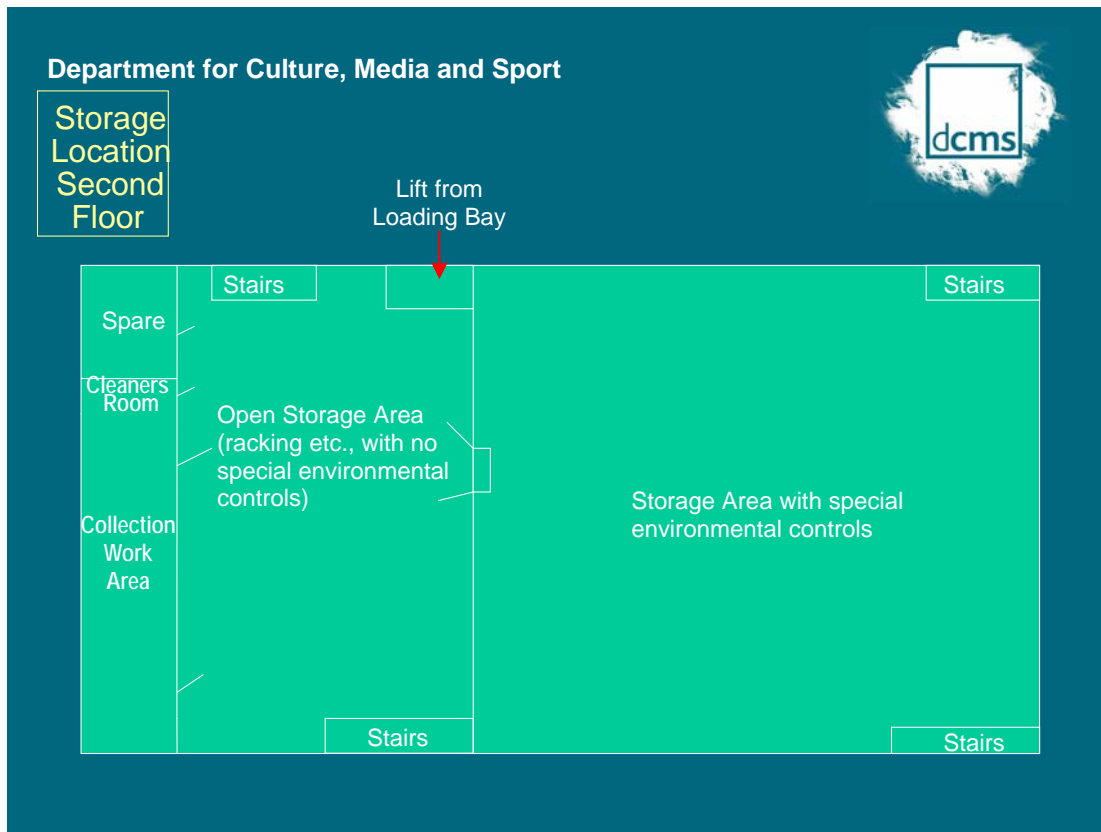 Department for Culture, Media and Sport
dcms
Storage
Location
Second
Floor
Lift from
Loading Bay
Stairs
Stairs
Spare
Cleaners
Room
Open Storage Area
(racking etc., with no
special environmental
controls)
Storage Area with special
environmental controls
Collection
Work
Area
Stairs
Stairs